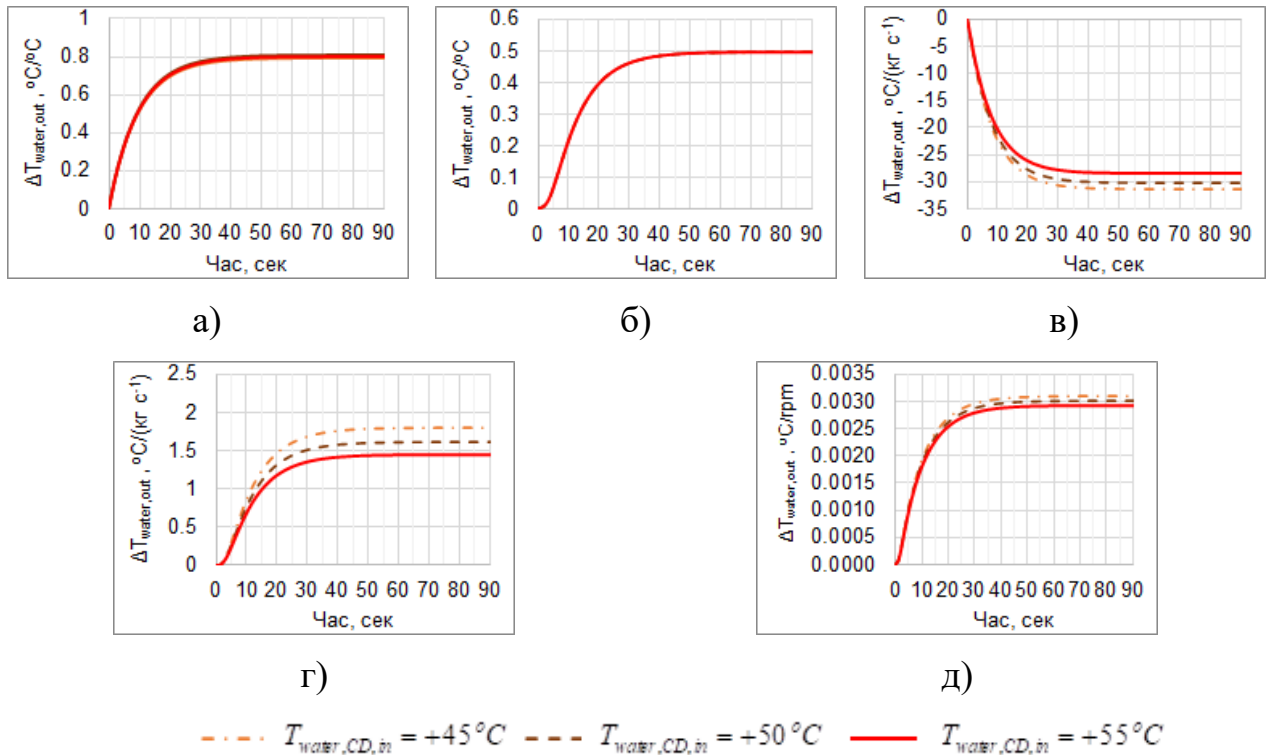 ΔTwater,out , ºC/ºC
1
0.8
0.6
0.4
0.2
0
0 10 20 30 40 50 60 70 80 90
Час, сек
а)
ΔTwater,out , ºC/ºC
0.6
0.5
0.4
0.3
0.2
0.1
0
0 10 20 30 40 50 60 70 80 90
Час, сек
б)
ΔTwater,out , ºC/(кг с-1)
0
-5
-10
-15
-20
-25
-30
-35
0 10 20 30 40 50 60 70 80 90
Час, сек
в)
ΔTwater,out , ºC/(кг с-1)
2.5
2
1.5
1
0.5
0
0 10 20 30 40 50 60 70 80 90
Час, сек
г)
ΔTwater,out , ºC/rpm
0.0035
0.0030
0.0025
0.0020
0.0015
0.0010
0.0005
0.0000
0 10 20 30 40 50 60 70 80 90
Час, сек
д)
Twater,CD,in = +45 °C Twater,CD,in = +50 °C Twater,CD,in = +55 °C